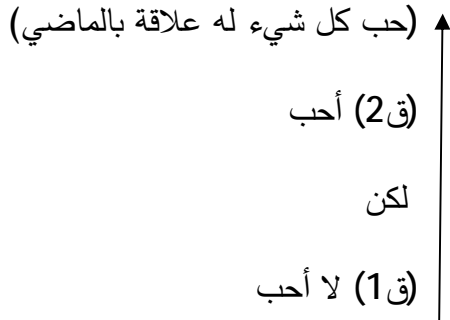 (حب كل شيء له علاقة بالماضي)
(ق2) أحب
لكن
(ق1) لا أحب